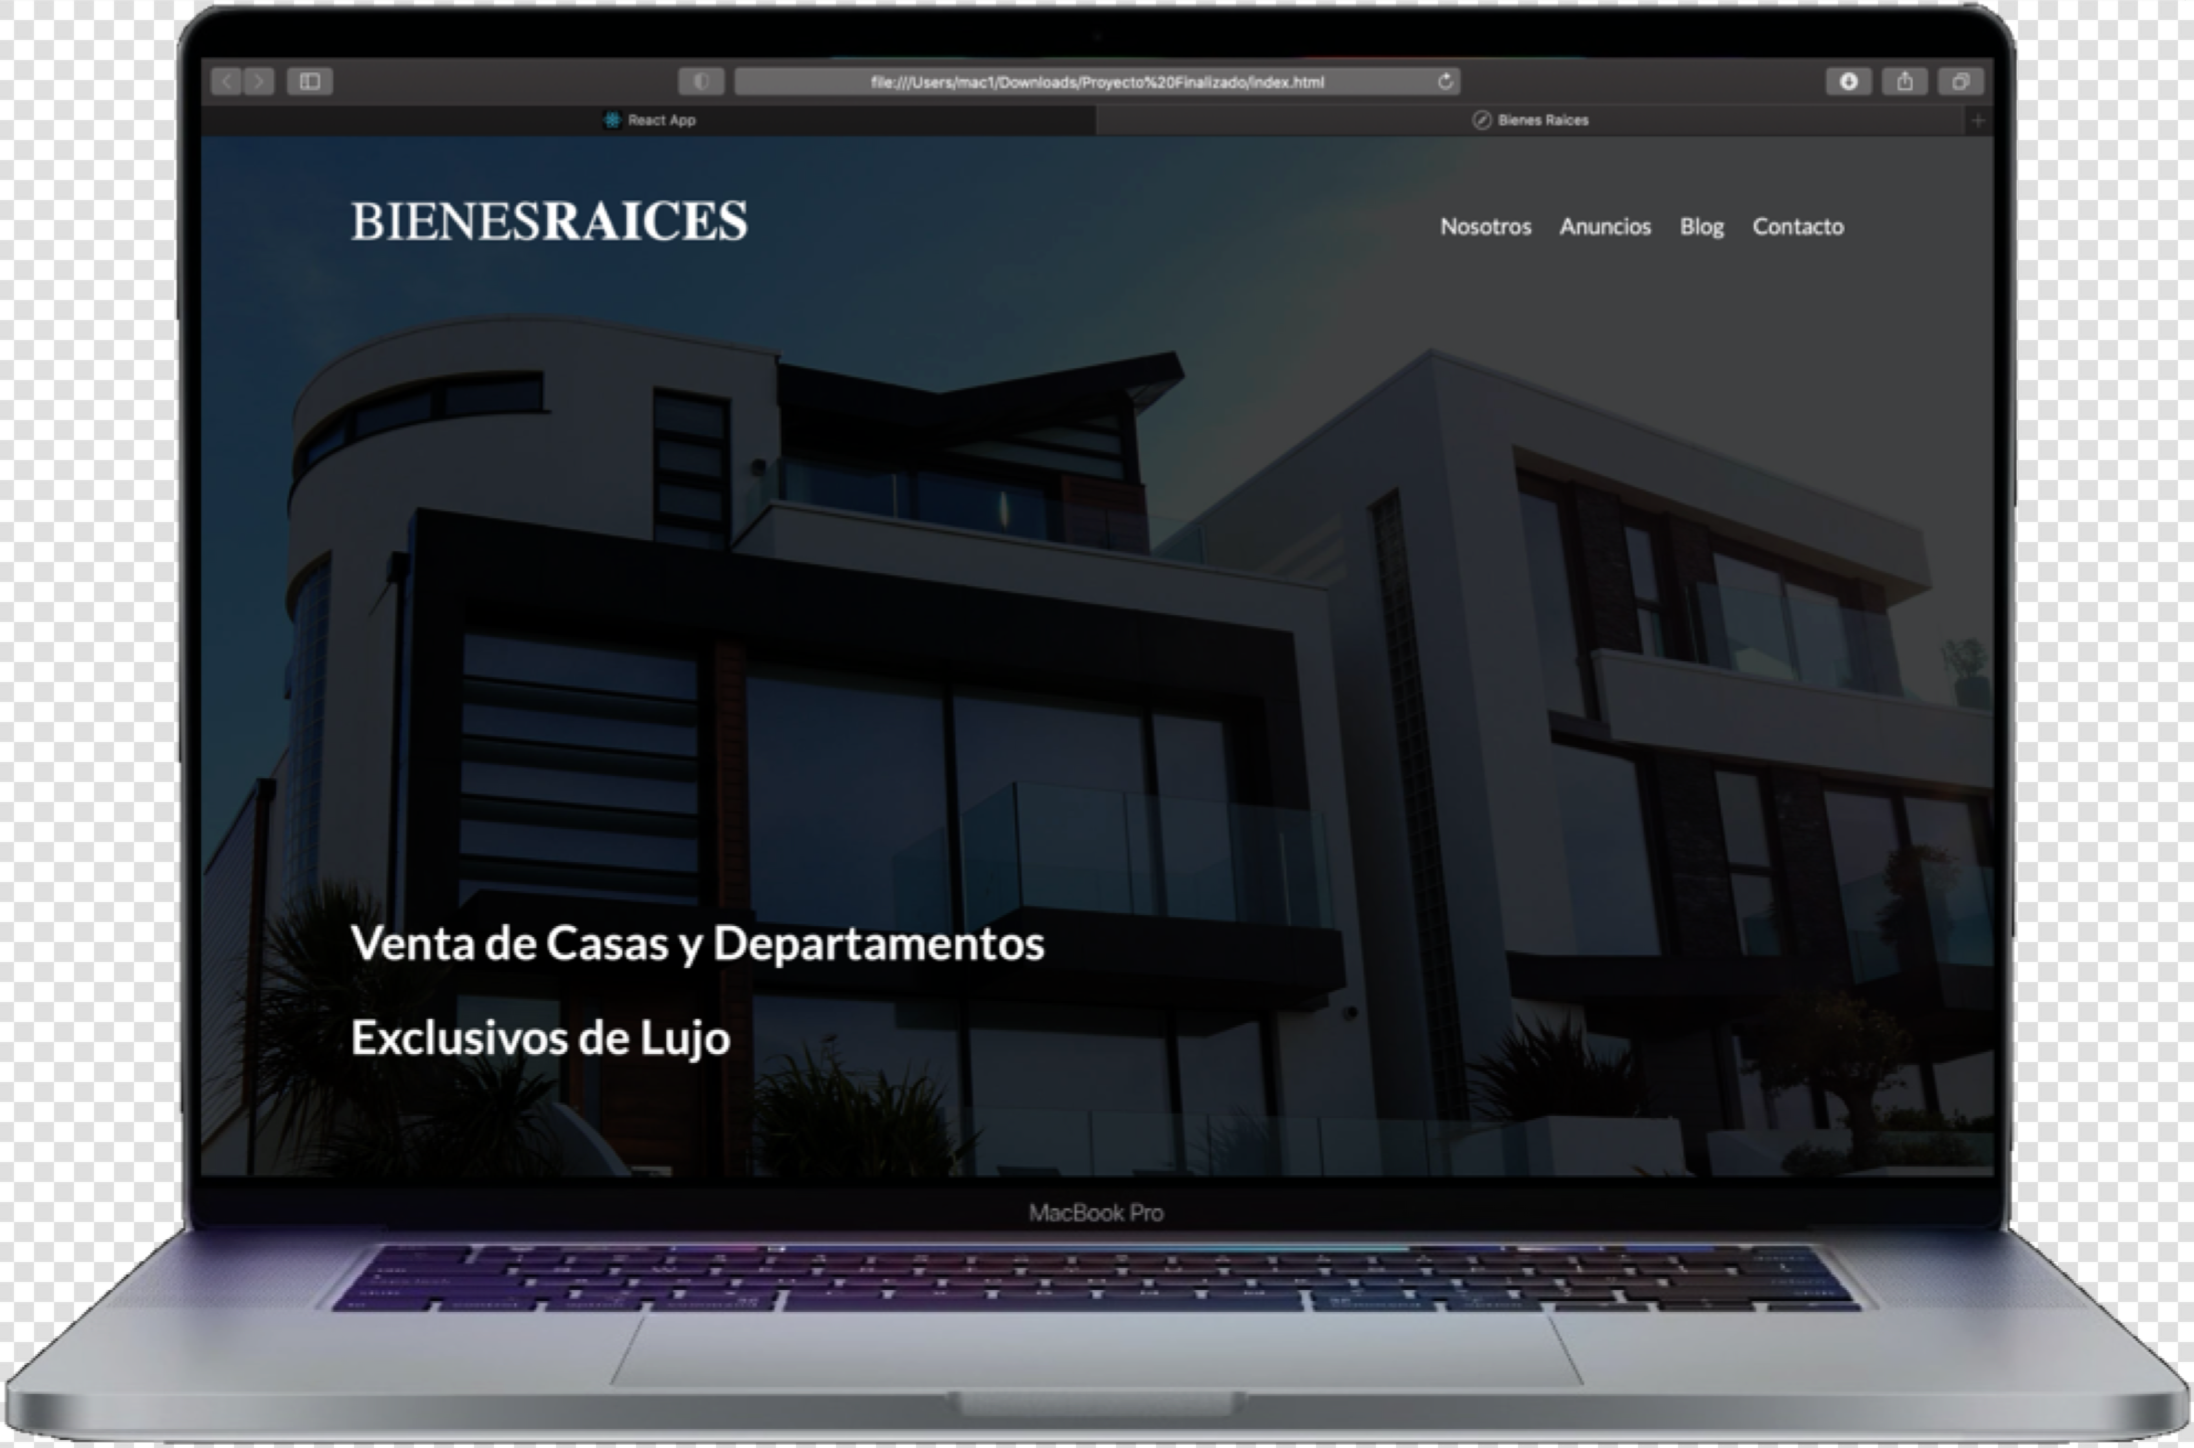 file:///Users/mac1/Downloads/Proyecto%20Finalizado/index.html
React App
Bienes Raices
BIENESRAICES
Nosotros Anuncios Blog Contacto
Venta de Casas y Departamentos
Exclusivos de Lujo
MacBook Pro